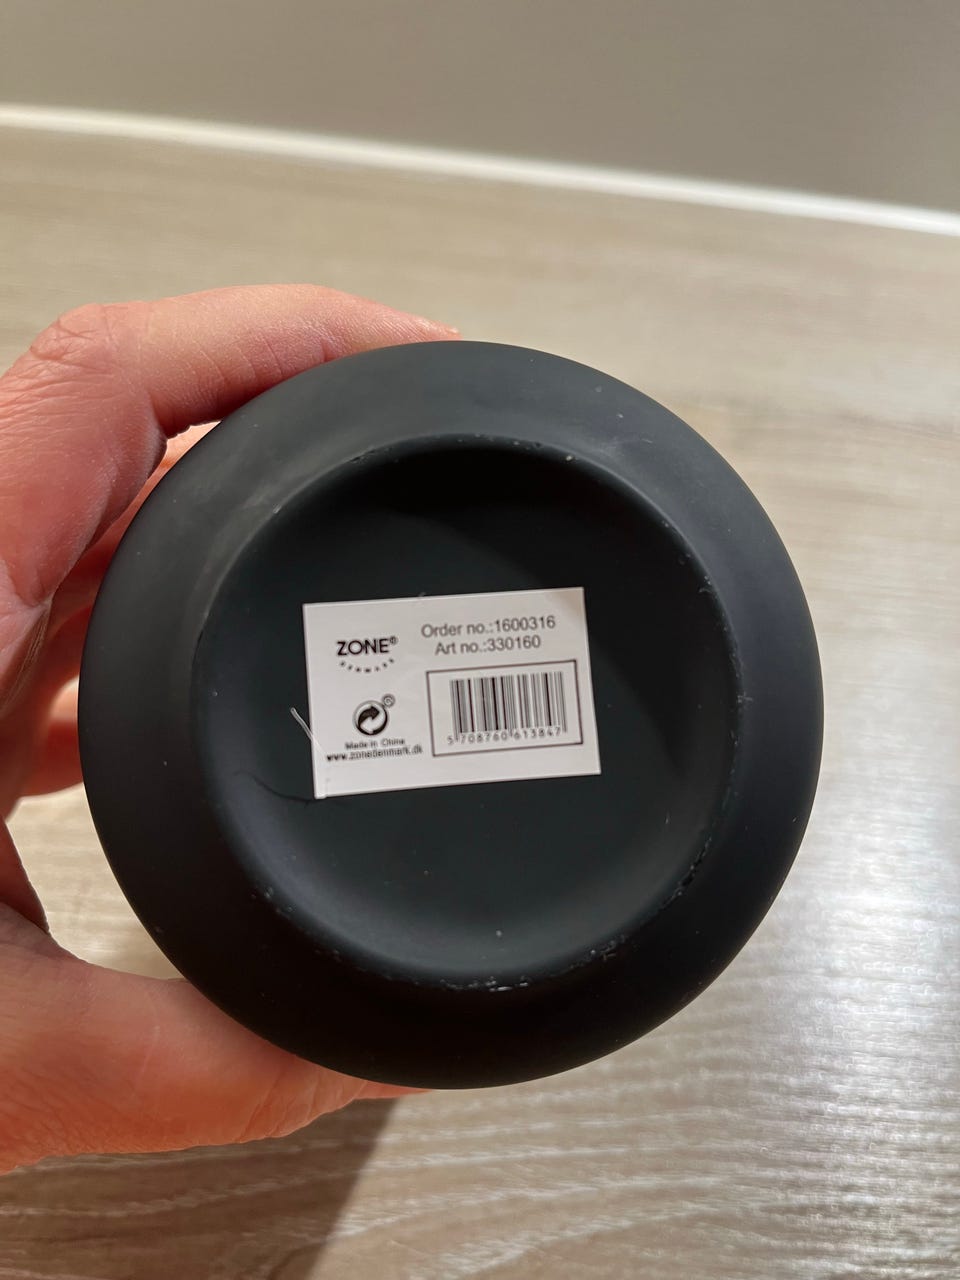 ZONE®
DENMARK
Order no.:1600316
Art no.:330160
Made in China
www.zonedenmark.dk
5 708760 613847